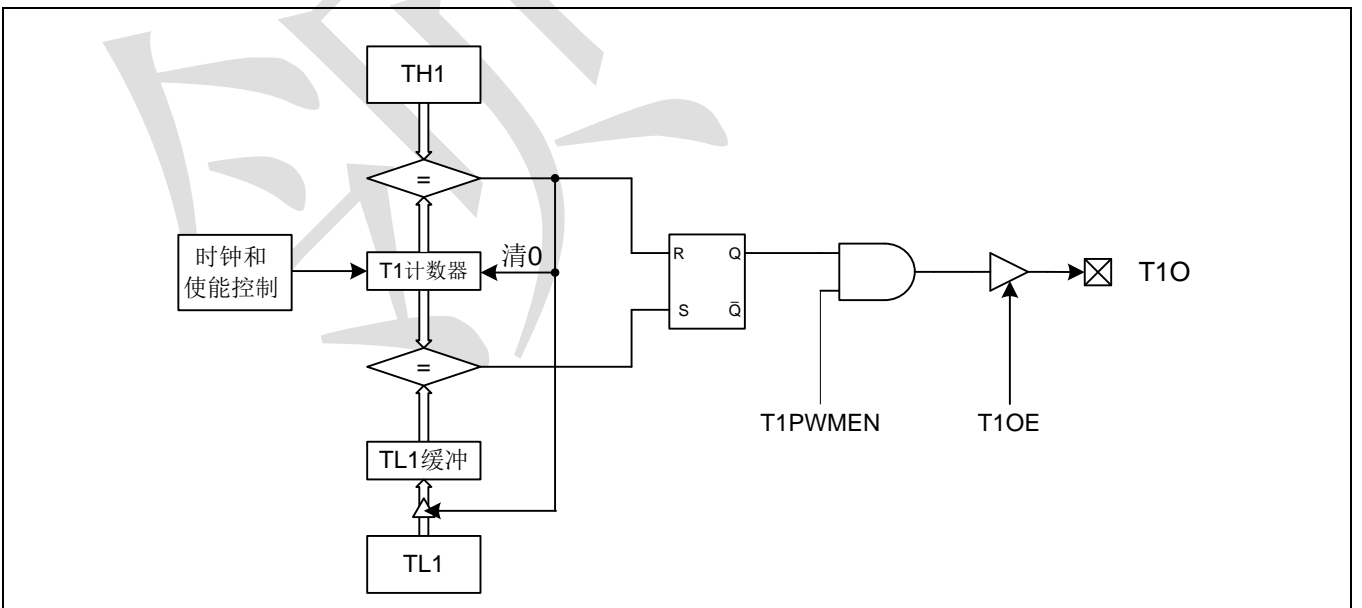 TH1
=
时钟和
使能控制
T1计数器
清0
R
Q
S
Q̄
T1O
=
T1PWMEN
T1OE
TL1缓冲
TL1